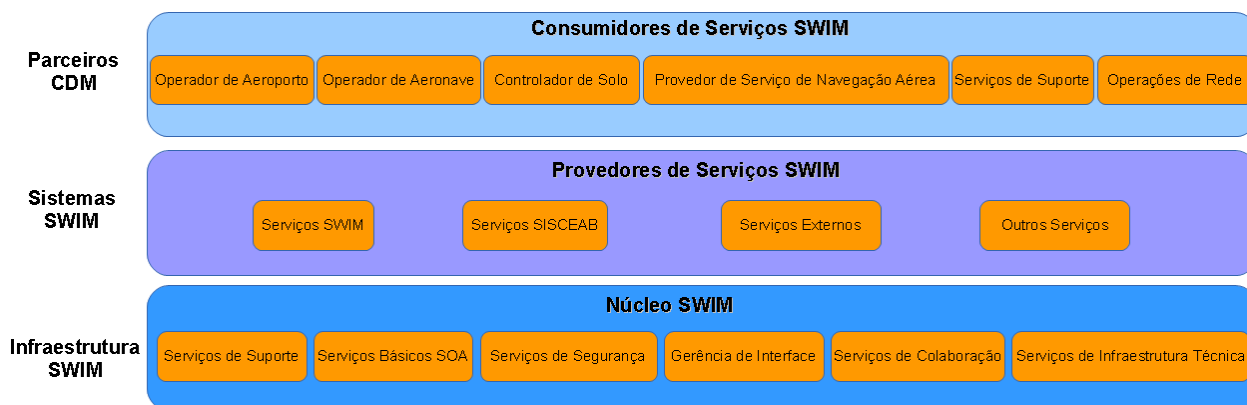 Consumidores de Serviços SWIM
Parceiros
CDM
Operador de Aeroporto
Operador de Aeronave
Controlador de Solo
Provedor de Serviço de Navegação Aérea
Serviços de Suporte
Operações de Rede
Provedores de Serviços SWIM
Sistemas
SWIM
Serviços SWIM
Serviços SISCEAB
Serviços Externos
Outros Serviços
Núcleo SWIM
Infraestrutura
SWIM
Serviços de Suporte
Serviços Básicos SOA
Serviços de Segurança
Gerência de Interface
Serviços de Colaboração
Serviços de Infraestrutura Técnica